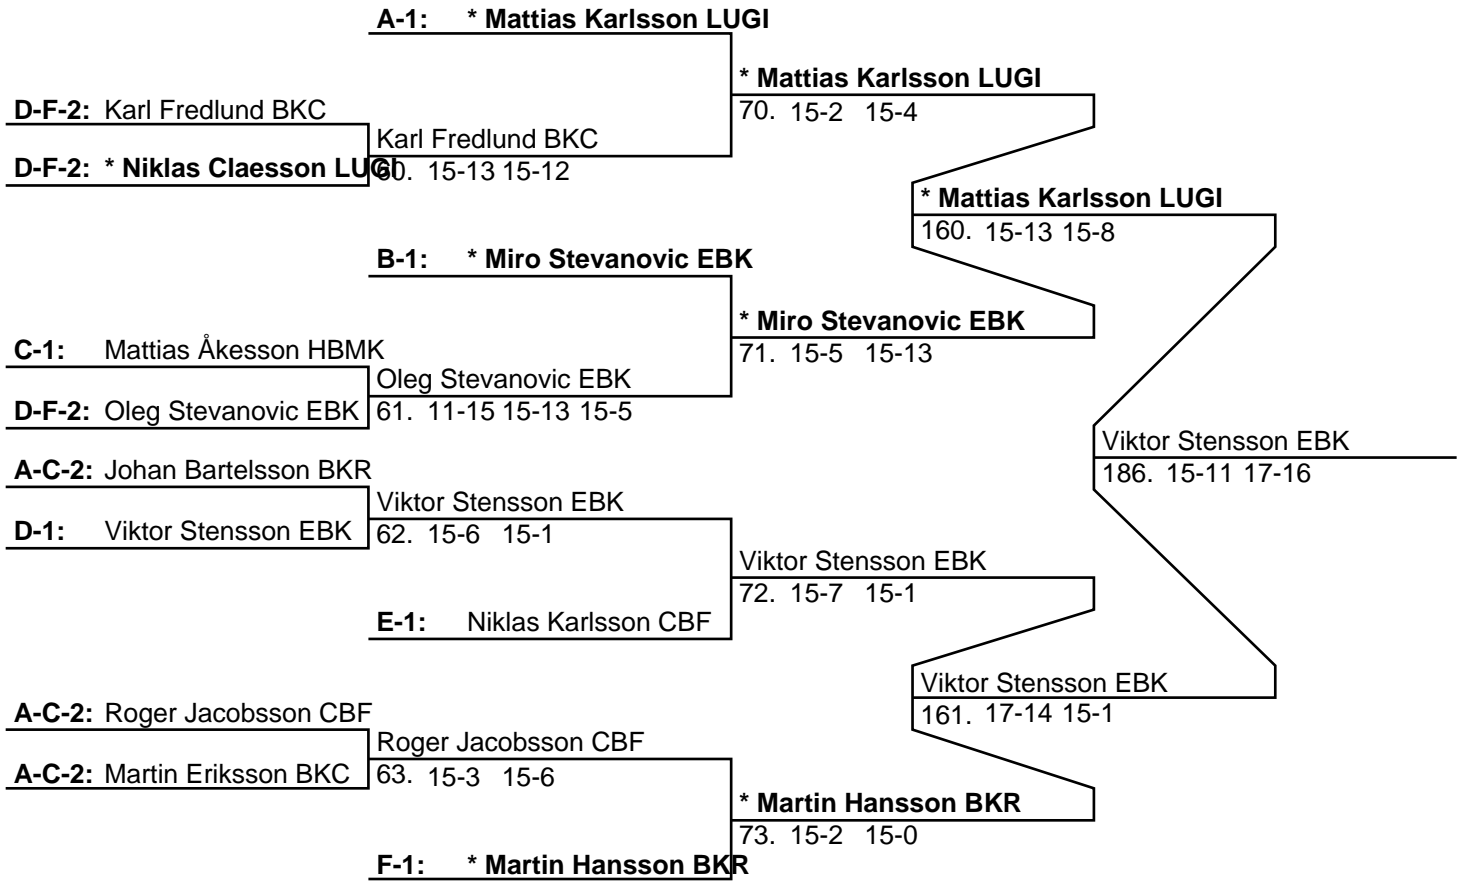 A-1: * Mattias Karlsson LUGI
* Mattias Karlsson LUGI
D-F-2: Karl Fredlund BKC
70. 15-2 15-4
Karl Fredlund BKC
D-F-2: * Niklas Claesson LUGI
60. 15-13 15-12
* Mattias Karlsson LUGI
160. 15-13 15-8
B-1: * Miro Stevanovic EBK
* Miro Stevanovic EBK
C-1: Mattias Åkesson HBMK
71. 15-5 15-13
Oleg Stevanovic EBK
D-F-2: Oleg Stevanovic EBK
61. 11-15 15-13 15-5
Viktor Stensson EBK
A-C-2: Johan Bartelsson BKR
186. 15-11 17-16
Viktor Stensson EBK
D-1: Viktor Stensson EBK
62. 15-6 15-1
Viktor Stensson EBK
72. 15-7 15-1
E-1: Niklas Karlsson CBF
Viktor Stensson EBK
A-C-2: Roger Jacobsson CBF
161. 17-14 15-1
Roger Jacobsson CBF
A-C-2: Martin Eriksson BKC
63. 15-3 15-6
* Martin Hansson BKR
73. 15-2 15-0
F-1: * Martin Hansson BKR